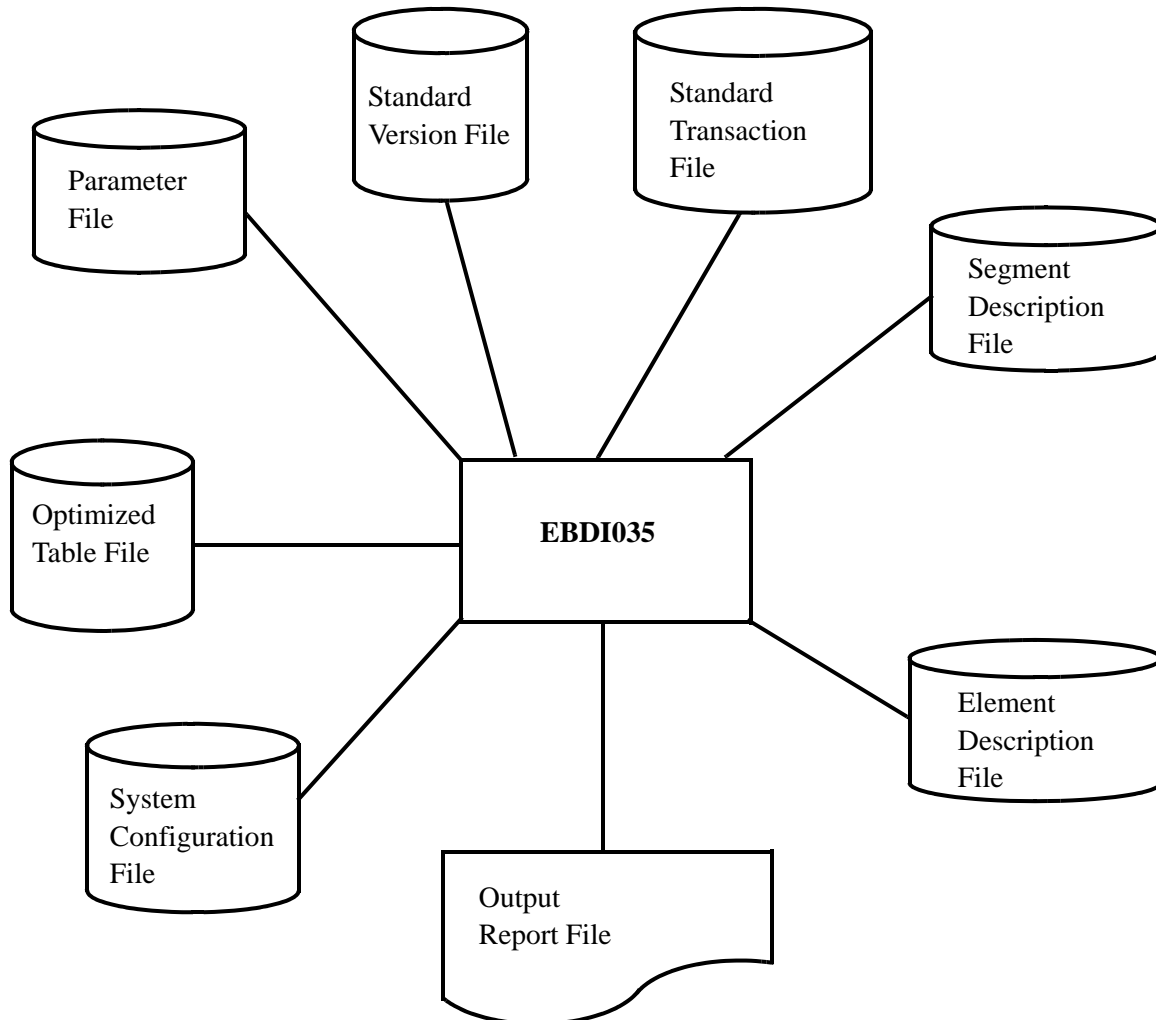 Standard
Version File
Standard
Transaction
File
Parameter
File
Segment
Description
File
Optimized
Table File
EBDI035
Element
Description
File
System
Configuration
File
Output
Report File